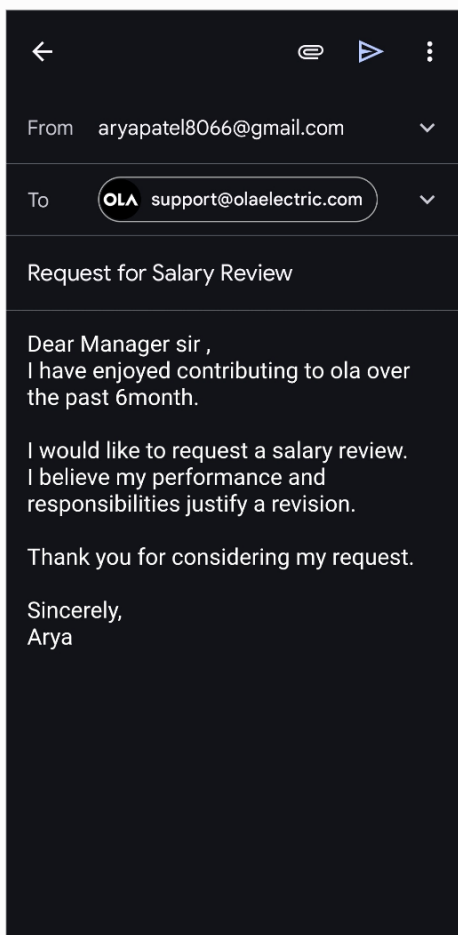 From aryapatel8066@gmail.com
To OLA support@olaelectric.com
Request for Salary Review
Dear Manager sir ,
I have enjoyed contributing to ola over
the past 6month.
I would like to request a salary review.
I believe my performance and
responsibilities justify a revision.
Thank you for considering my request.
Sincerely,
Arya